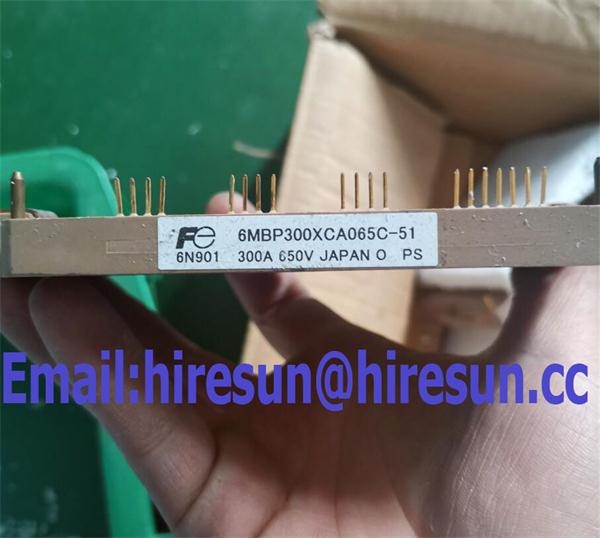 Fe 6MBP300XCA065C-51
6N901 300A 650V JAPAN O PS
Email:hiresun@hiresun.cc